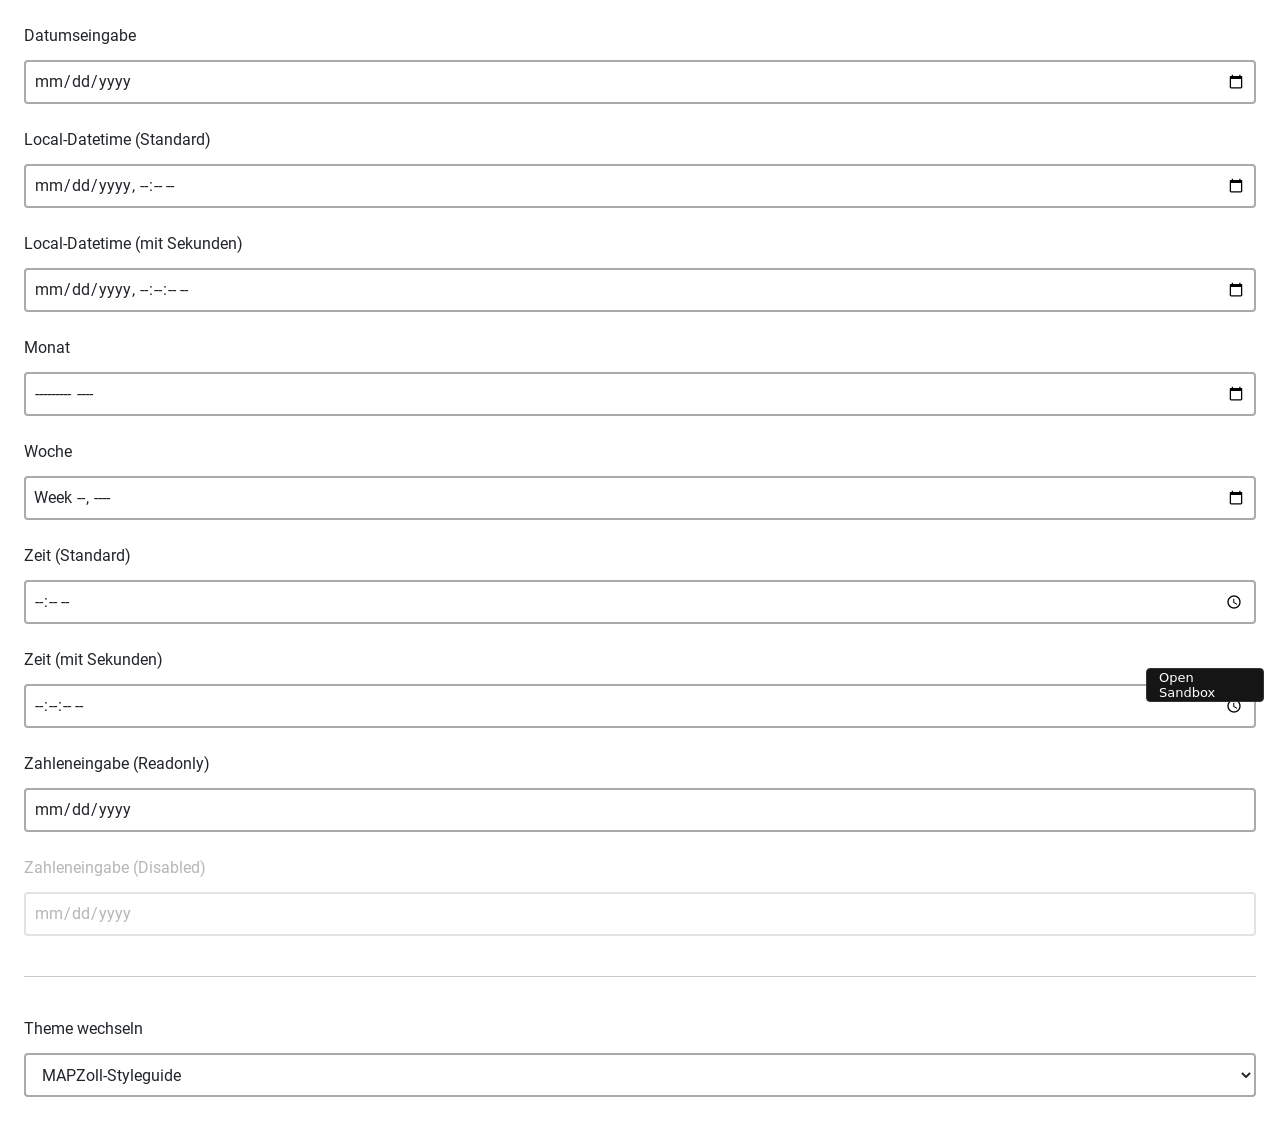 Datumseingabe
mm/dd/yyyy
Local-Datetime (Standard)
mm/dd/yyyy, --:-- --
Local-Datetime (mit Sekunden)
mm/dd/yyyy, --:--:-- --
Monat
--------- ----
Woche
Week --, ----
Zeit (Standard)
--:-- --
Zeit (mit Sekunden)
Open
Sandbox
--:--:-- --
Zahleneingabe (Readonly)
mm/dd/yyyy
Zahleneingabe (Disabled)
mm/dd/yyyy
Theme wechseln
MAPZoll-Styleguide